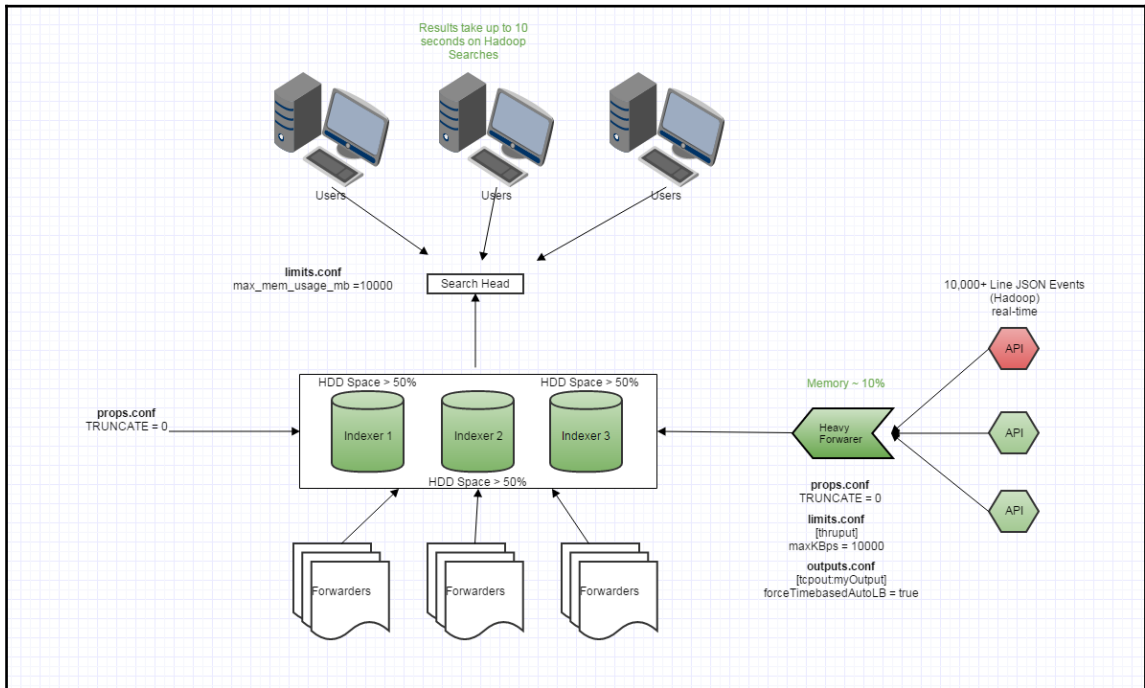 Results take up to 10
seconds on Hadoop
Searches
Users
Users
Users
limits.conf
max_mem_usage_mb =10000
Search Head
10,000+ Line JSON Events
(Hadoop)
real-time
API
HDD Space > 50%
HDD Space > 50%
Memory ~ 10%
props.conf
TRUNCATE = 0
Indexer 1
Indexer 2
Indexer 3
Heavy
Forwarer
API
HDD Space > 50%
props.conf
TRUNCATE = 0
API
limits.conf
[thruput]
maxKBps = 10000
outputs.conf
[tcpout:myOutput]
forceTimebasedAutoLB = true
Forwarders
Forwarders
Forwarders